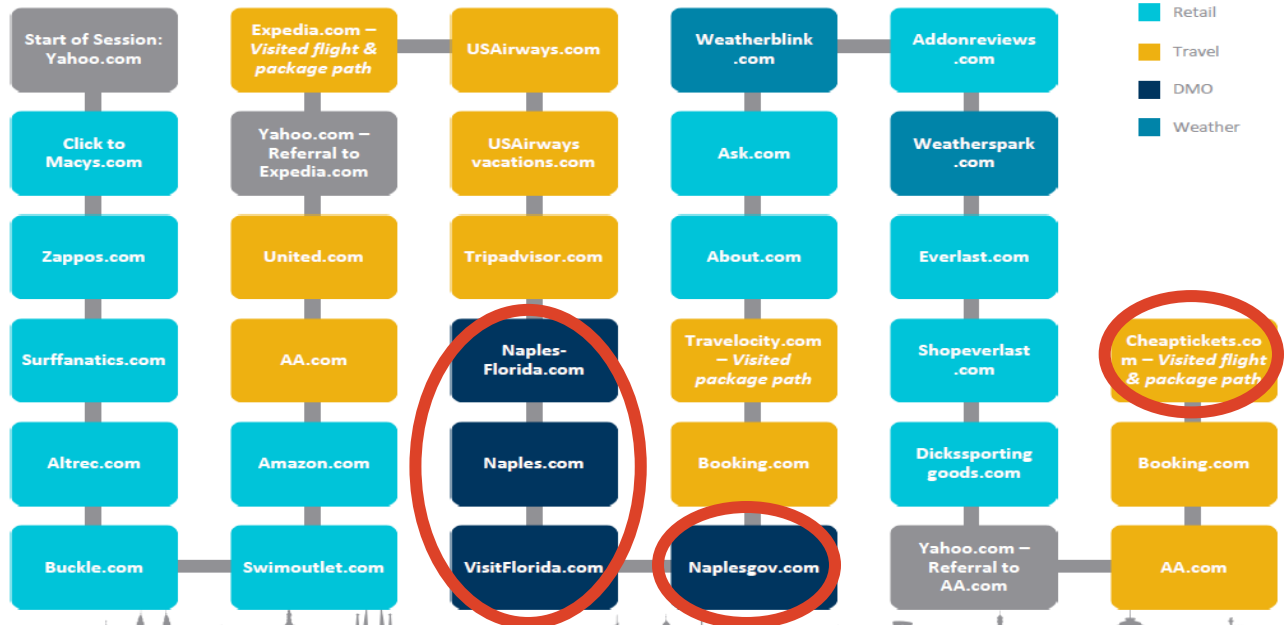 Start of Session:
Yahoo.com
Click to
Macys.com
Zappos.com
Surffanatics.com
Altrec.com
Buckle.com
Swimoutlet.com
Amazon.com
AA.com
United.com
Yahoo.com –
Referral to
Expedia.com
Expedia.com –
Visited flight &
package path
USAirways.com
USAirways
vacations.com
Tripadvisor.com
Naples-
Florida.com
Naples.com
VisitFlorida.com
Naplesgov.com
Booking.com
Travelocity.com
– Visited
package path
About.com
Ask.com
Weatherblink
.com
Addonreviews
.com
Weatherspark
.com
Everlast.com
Shopeverlast
.com
Dickssporting
goods.com
Yahoo.com –
Referral to
AA.com
AA.com
Booking.com
Cheaptickets.co
m – Visited flight
& package path
Retail
Travel
DMO
Weather